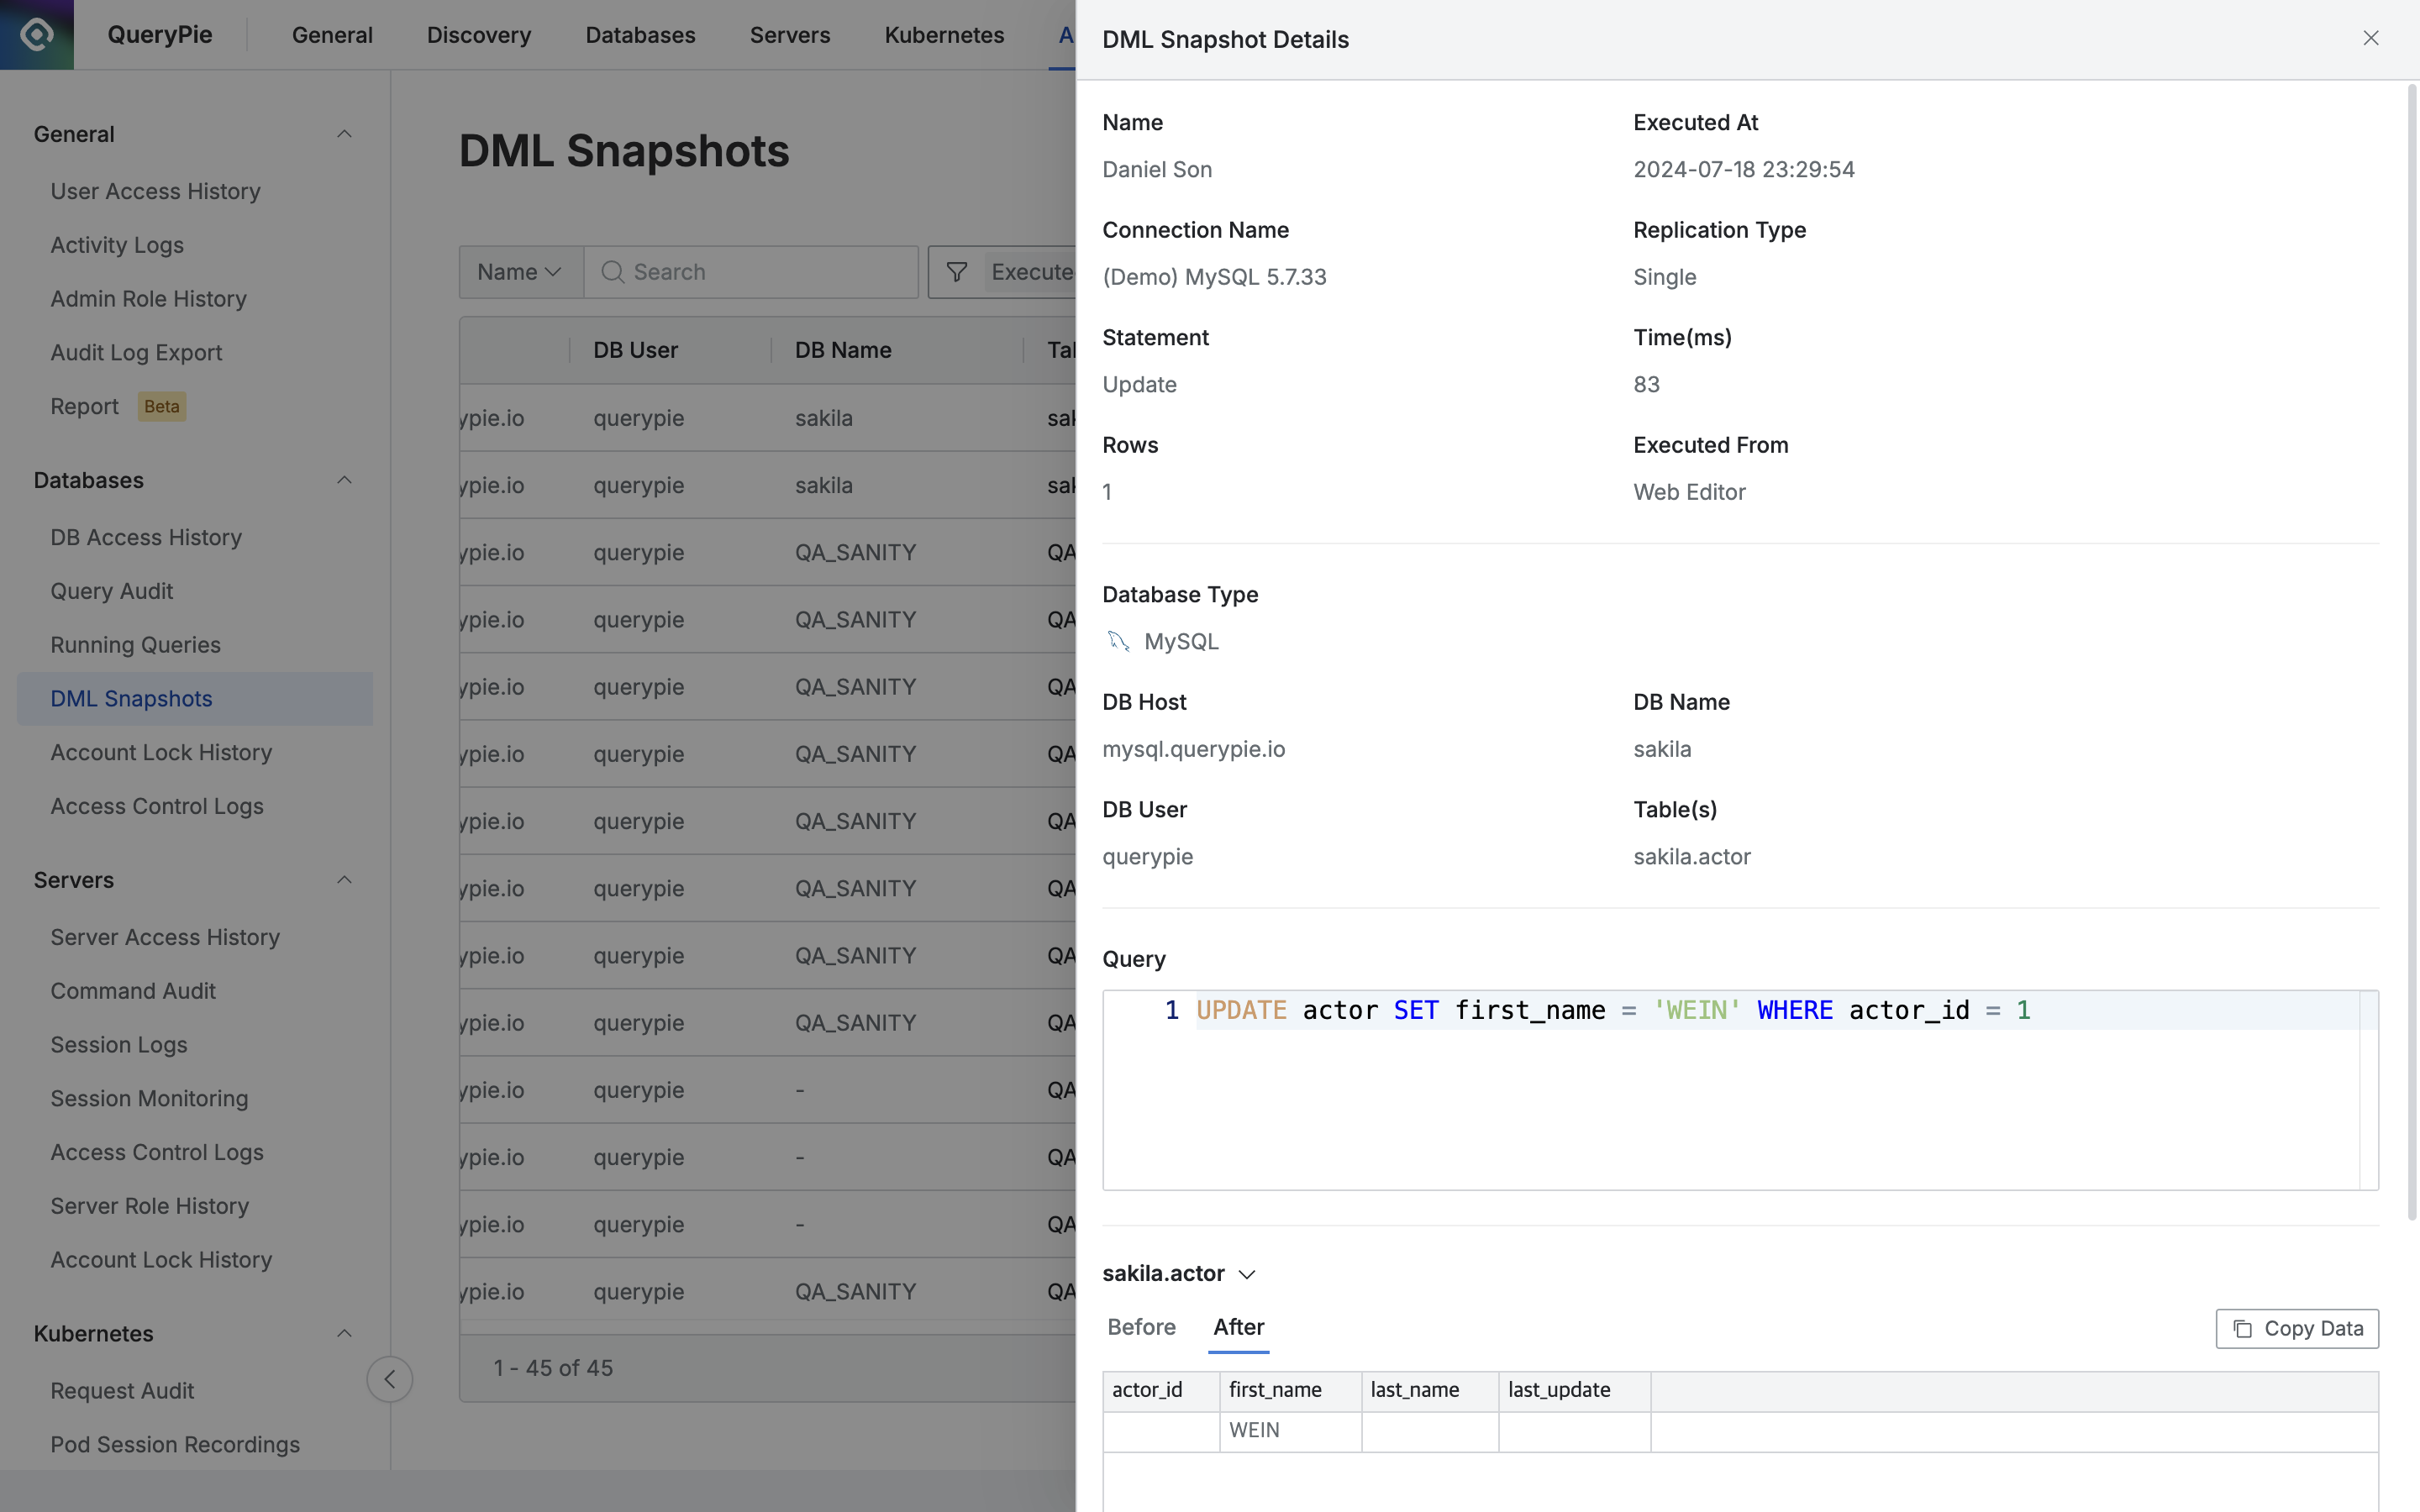 QueryPie
General
Discovery
Databases
Servers
Kubernetes
General
User Access History
Activity Logs
Admin Role History
Audit Log Export
Report Beta
Databases
DB Access History
Query Audit
Running Queries
DML Snapshots
Account Lock History
Access Control Logs
Servers
Server Access History
Command Audit
Session Logs
Session Monitoring
Access Control Logs
Server Role History
Account Lock History
Kubernetes
Request Audit
Pod Session Recordings
DML Snapshots
Name Search Execute
DB User DB Name Ta
ypie.io querypie sakila sak
ypie.io querypie sakila sak
ypie.io querypie QA_SANITY QA
ypie.io querypie QA_SANITY QA
ypie.io querypie QA_SANITY QA
ypie.io querypie QA_SANITY QA
ypie.io querypie QA_SANITY QA
ypie.io querypie QA_SANITY QA
ypie.io querypie QA_SANITY QA
ypie.io querypie QA_SANITY QA
ypie.io querypie - QA
ypie.io querypie - QA
ypie.io querypie - QA
ypie.io querypie QA_SANITY QA
1 - 45 of 45
DML Snapshot Details
Name Executed At
Daniel Son 2024-07-18 23:29:54
Connection Name Replication Type
(Demo) MySQL 5.7.33 Single
Statement Time(ms)
Update 83
Rows Executed From
1 Web Editor
Database Type
MySQL
DB Host DB Name
mysql.querypie.io sakila
DB User Table(s)
querypie sakila.actor
Query
1 UPDATE actor SET first_name = 'WEIN' WHERE actor_id = 1
sakila.actor
Before After Copy Data
actor_id first_name last_name last_update
WEIN